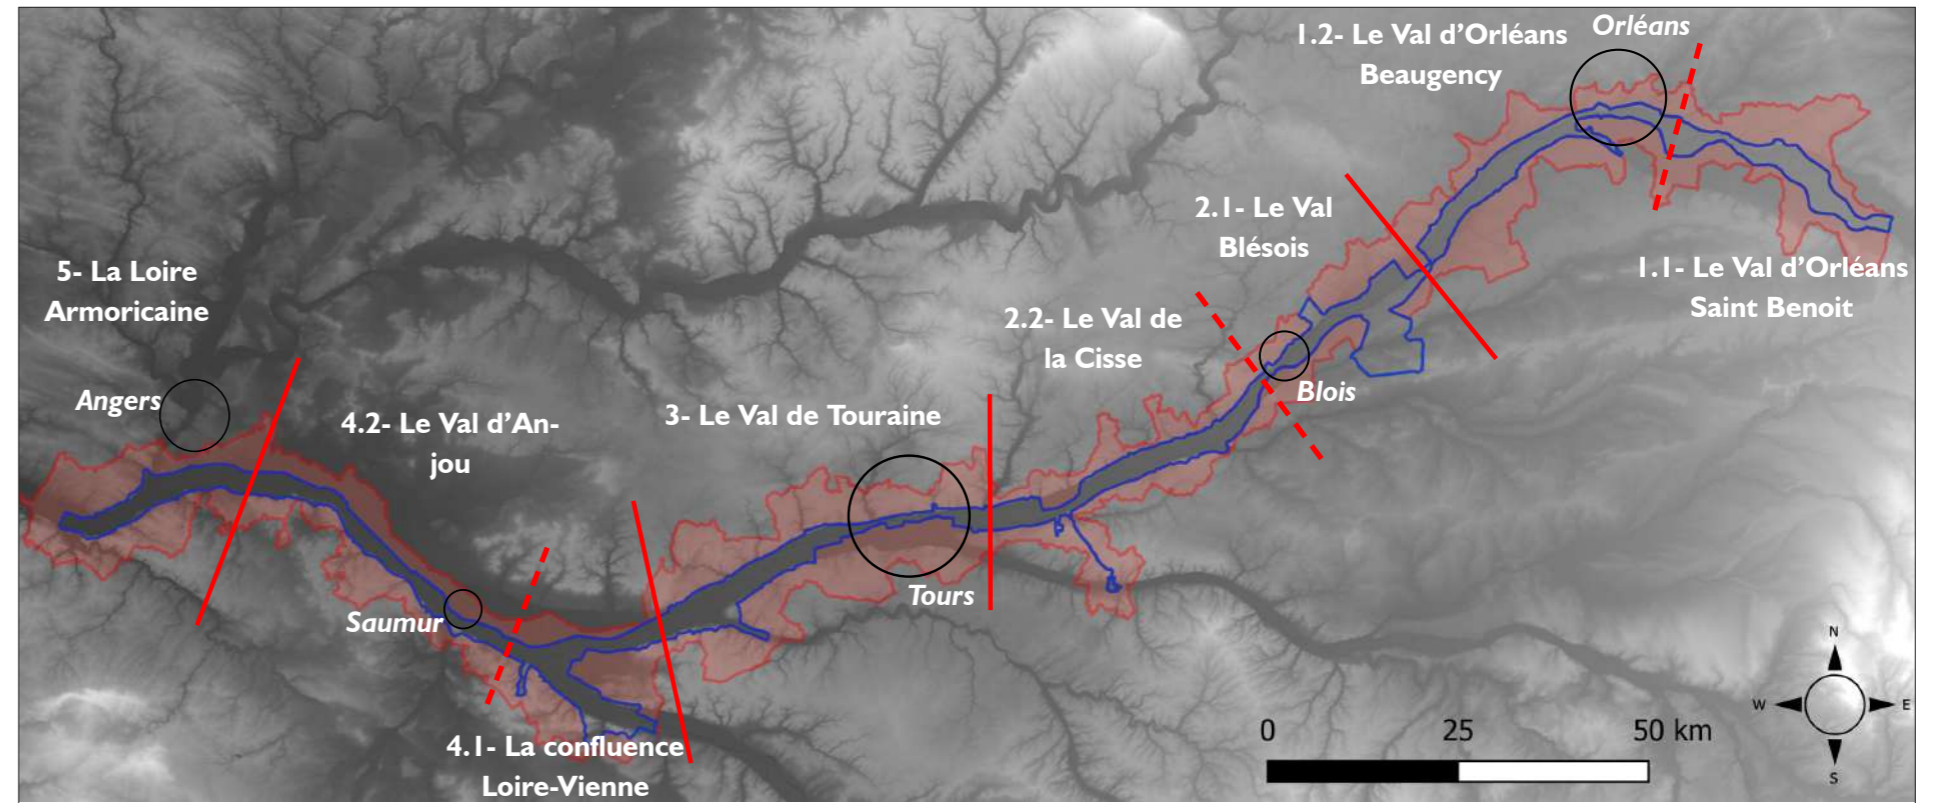 1.2- Le Val d'Orléans
Beaugency
Orléans
2.1- Le Val
Blésois
1.1- Le Val d'Orléans
Saint Benoit
5- La Loire
Armoricaine
2.2- Le Val de
la Cisse
Blois
Angers
4.2- Le Val d'An-
jou
3- Le Val de Touraine
Tours
Saumur
4.1- La confluence
Loire-Vienne
N
W
E
S
0 25 50 km